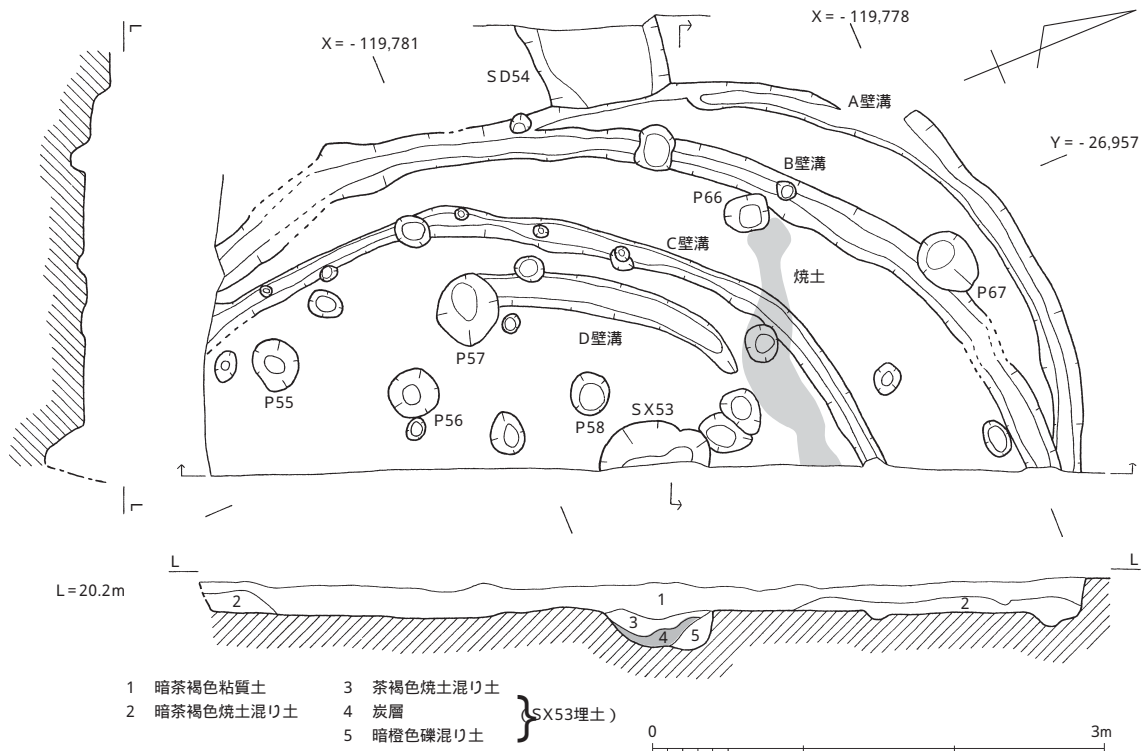 X = - 119,781
X = - 119,778
SD54
A壁溝
Y = - 26,957
B壁溝
P66
C壁溝
焼土
P67
D壁溝
P57
P55
P56
P58
SX53
L
L
L = 20.2m
1
2
2
3
4
5
1 暗茶褐色粘質土
2 暗茶褐色焼土混り土
3 茶褐色焼土混り土
4 炭層
5 暗橙色礫混り土
(SX53埋土)
0 3m